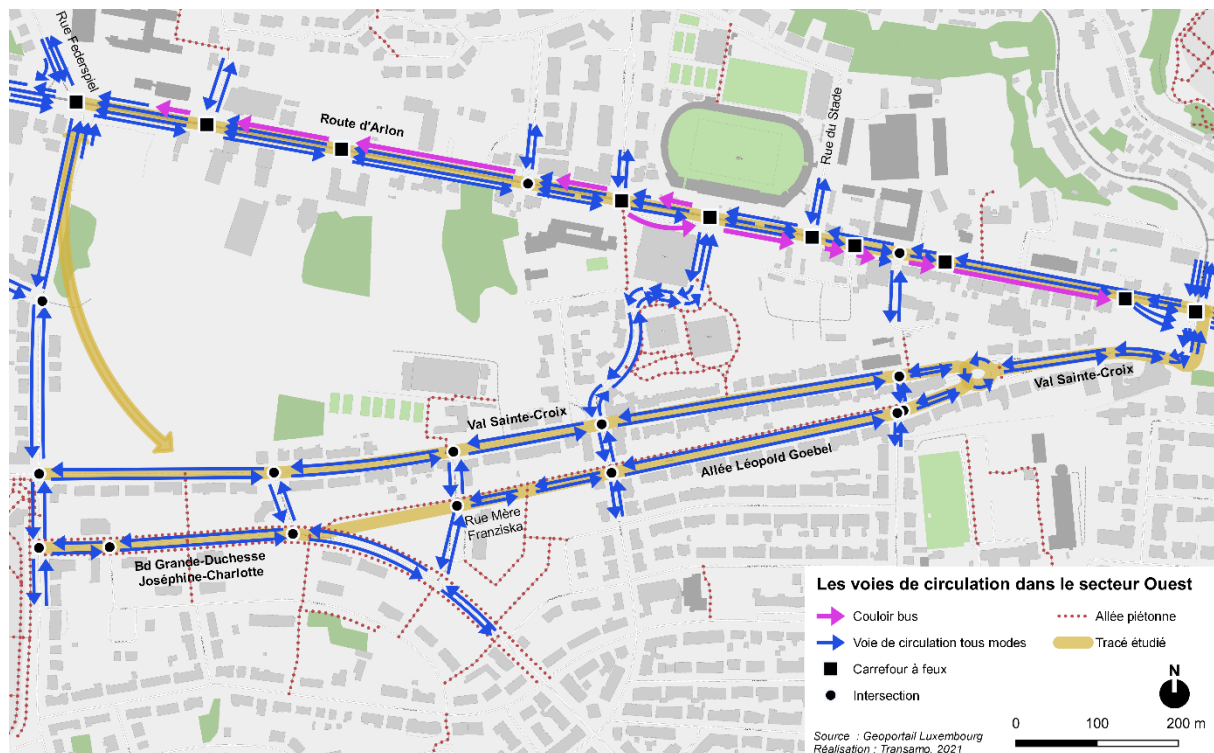 Rue Federspiel
Route d'Arlon
Rue du Stade
Val Sainte-Croix
Val Sainte-Croix
Allée Léopold Goebel
Rue Mère
Franziska
Bd Grande-Duchesse
Joséphine-Charlotte
Les voies de circulation dans le secteur Ouest
Couloir bus
Allée piétonne
Voie de circulation tous modes
Tracé étudié
Carrefour à feux
Intersection
N
0 100 200 m
Source : Geoportail Luxembourg
Réalisation : Transamo, 2021